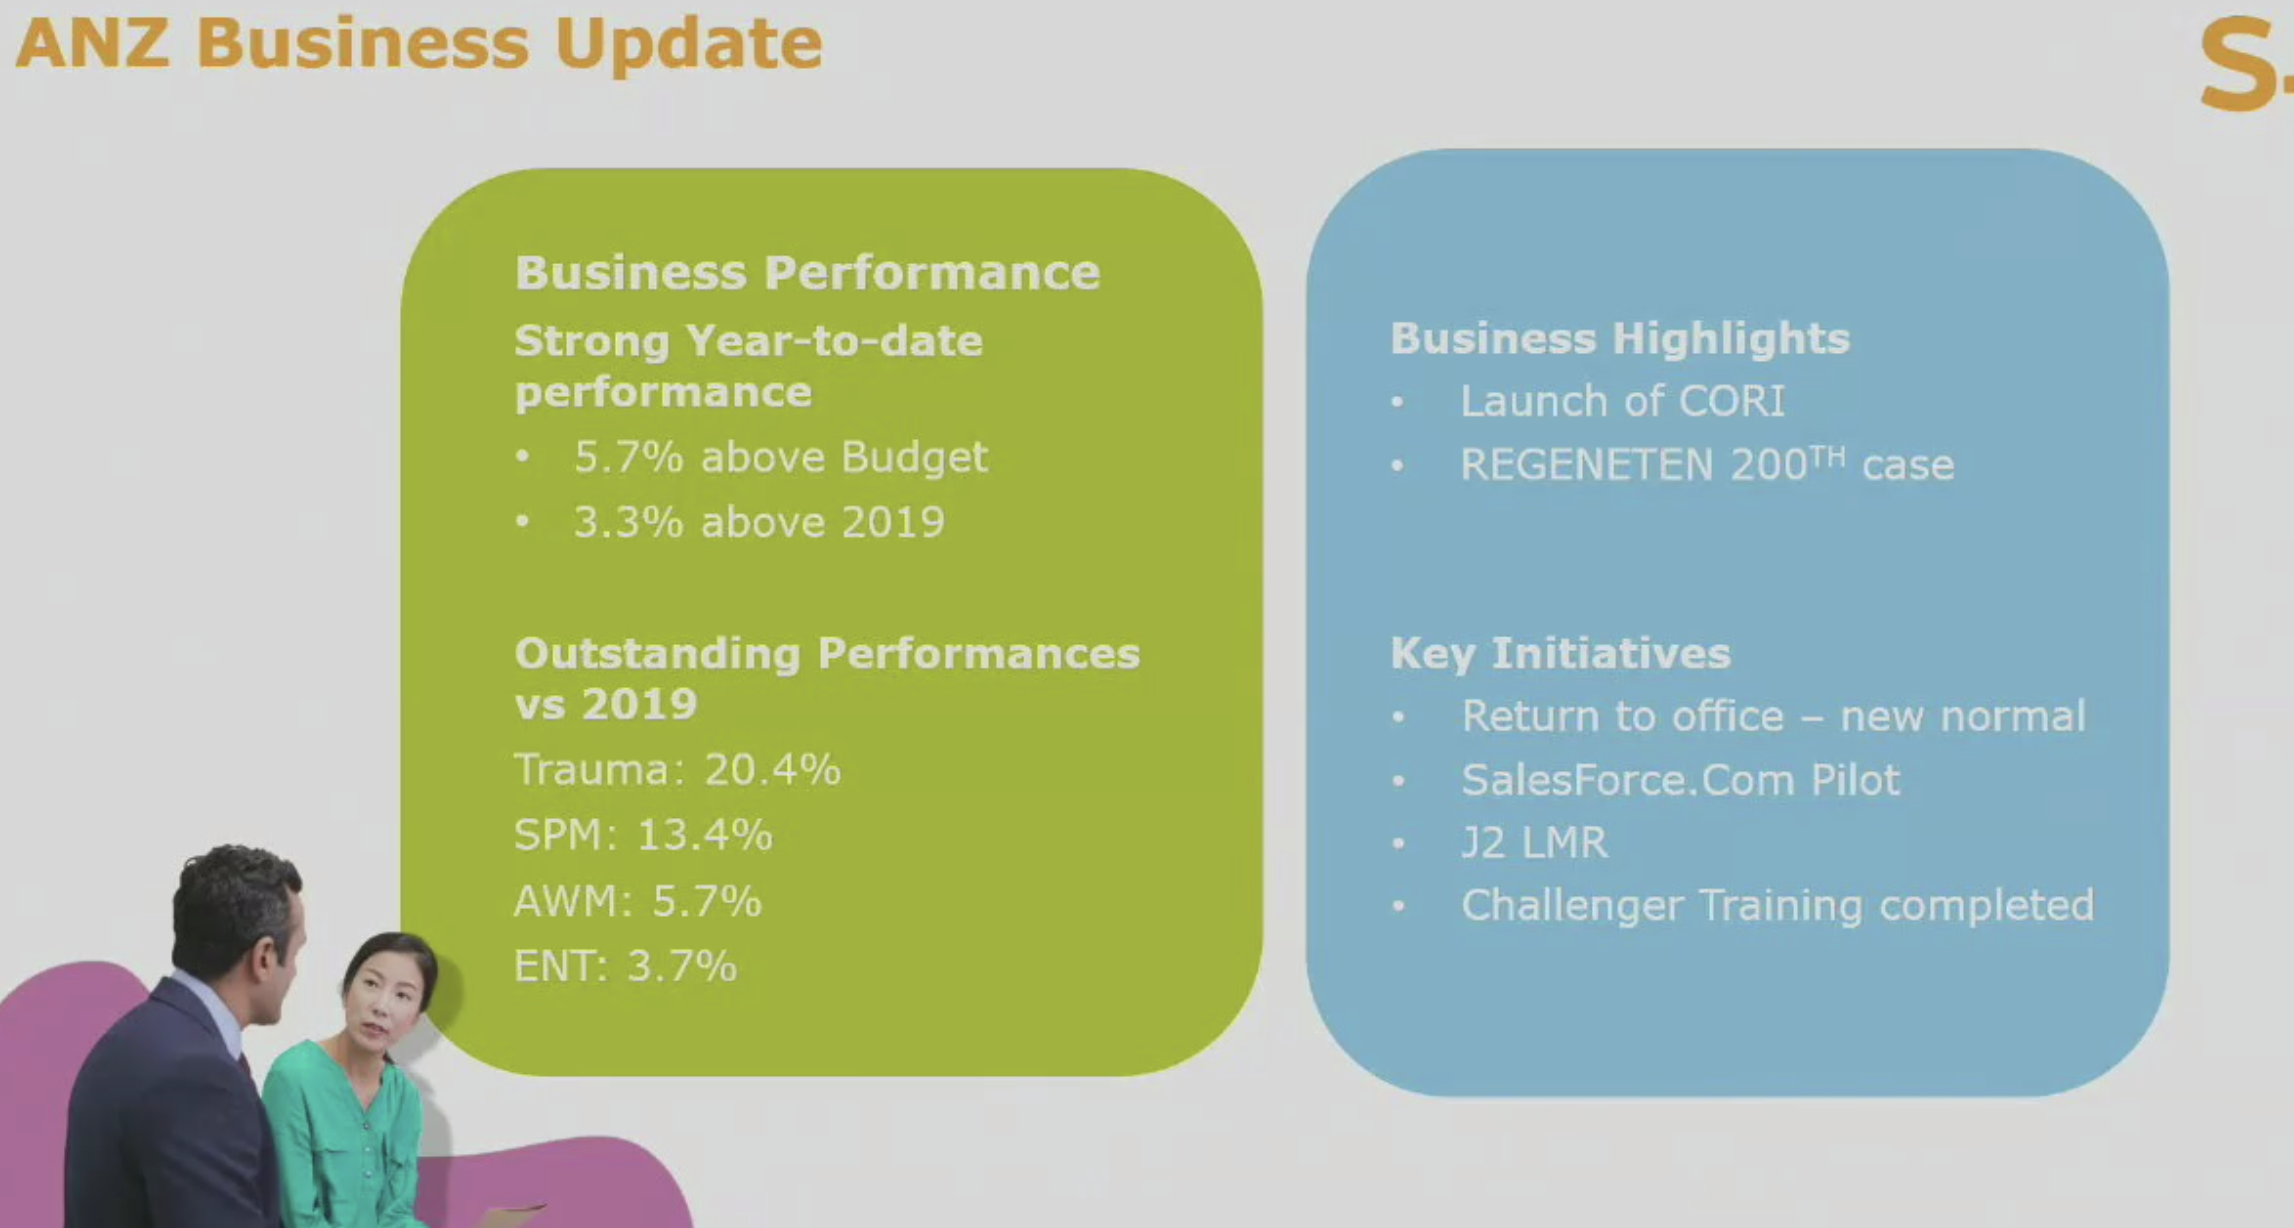 ANZ Business Update
S
Business Performance
Strong Year-to-date
performance
• 5.7% above Budget
• 3.3% above 2019
Outstanding Performances
vs 2019
Trauma: 20.4%
SPM: 13.4%
AWM: 5.7%
ENT: 3.7%
Business Highlights
• Launch of CORI
• REGENETEN 200TH case
Key Initiatives
• Return to office – new normal
• SalesForce.Com Pilot
• J2 LMR
• Challenger Training completed